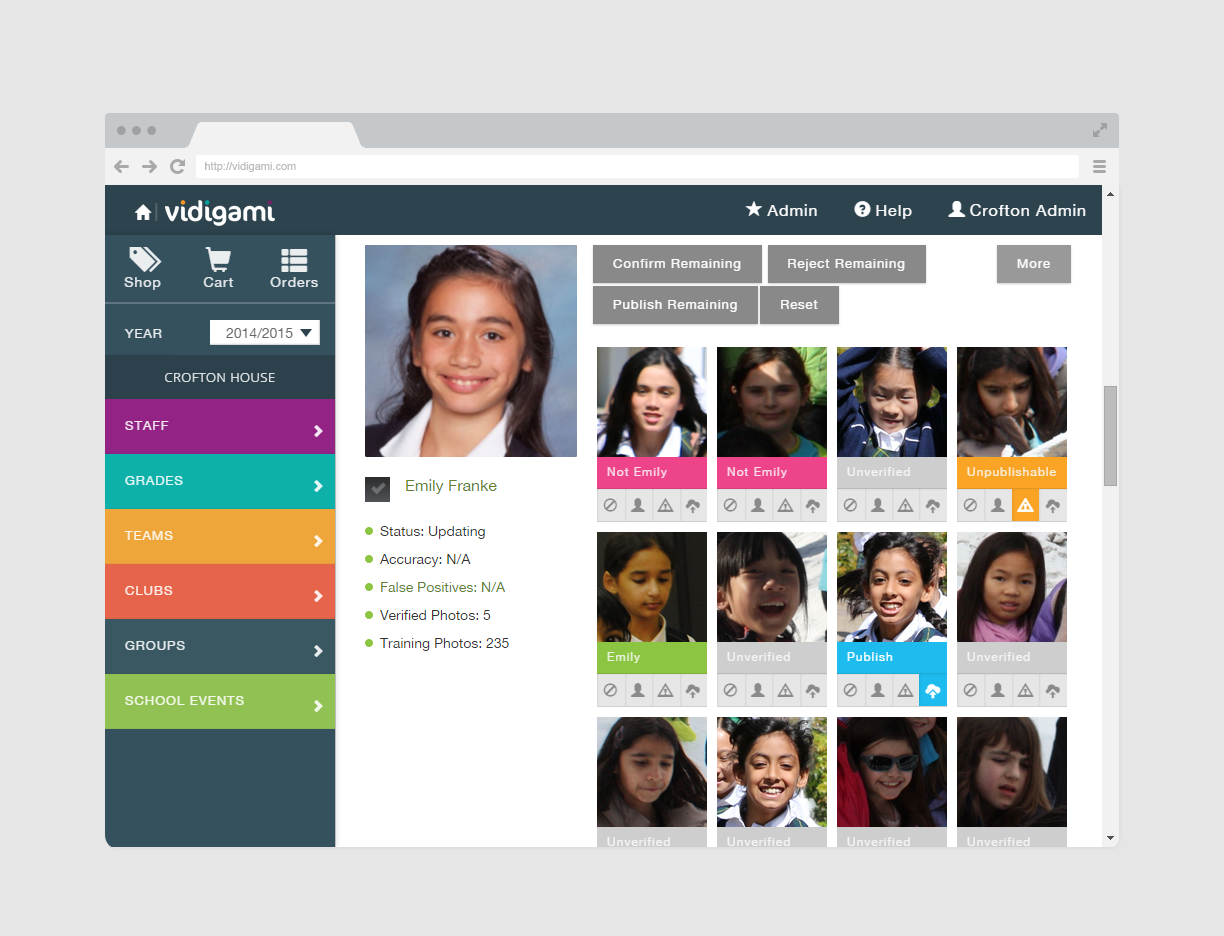 http://vidigami.com
vidigami
Admin
Help
Crofton Admin
Shop
Cart
Orders
YEAR
2014/2015
CROFTON HOUSE
STAFF
GRADES
TEAMS
CLUBS
GROUPS
SCHOOL EVENTS
Emily Franke
Status: Updating
Accuracy: N/A
False Positives: N/A
Verified Photos: 5
Training Photos: 235
Confirm Remaining
Reject Remaining
More
Publish Remaining
Reset
Not Emily
Not Emily
Unverified
Unpublishable
Emily
Unverified
Publish
Unverified
Unverified
Unverified
Unverified
Unverified